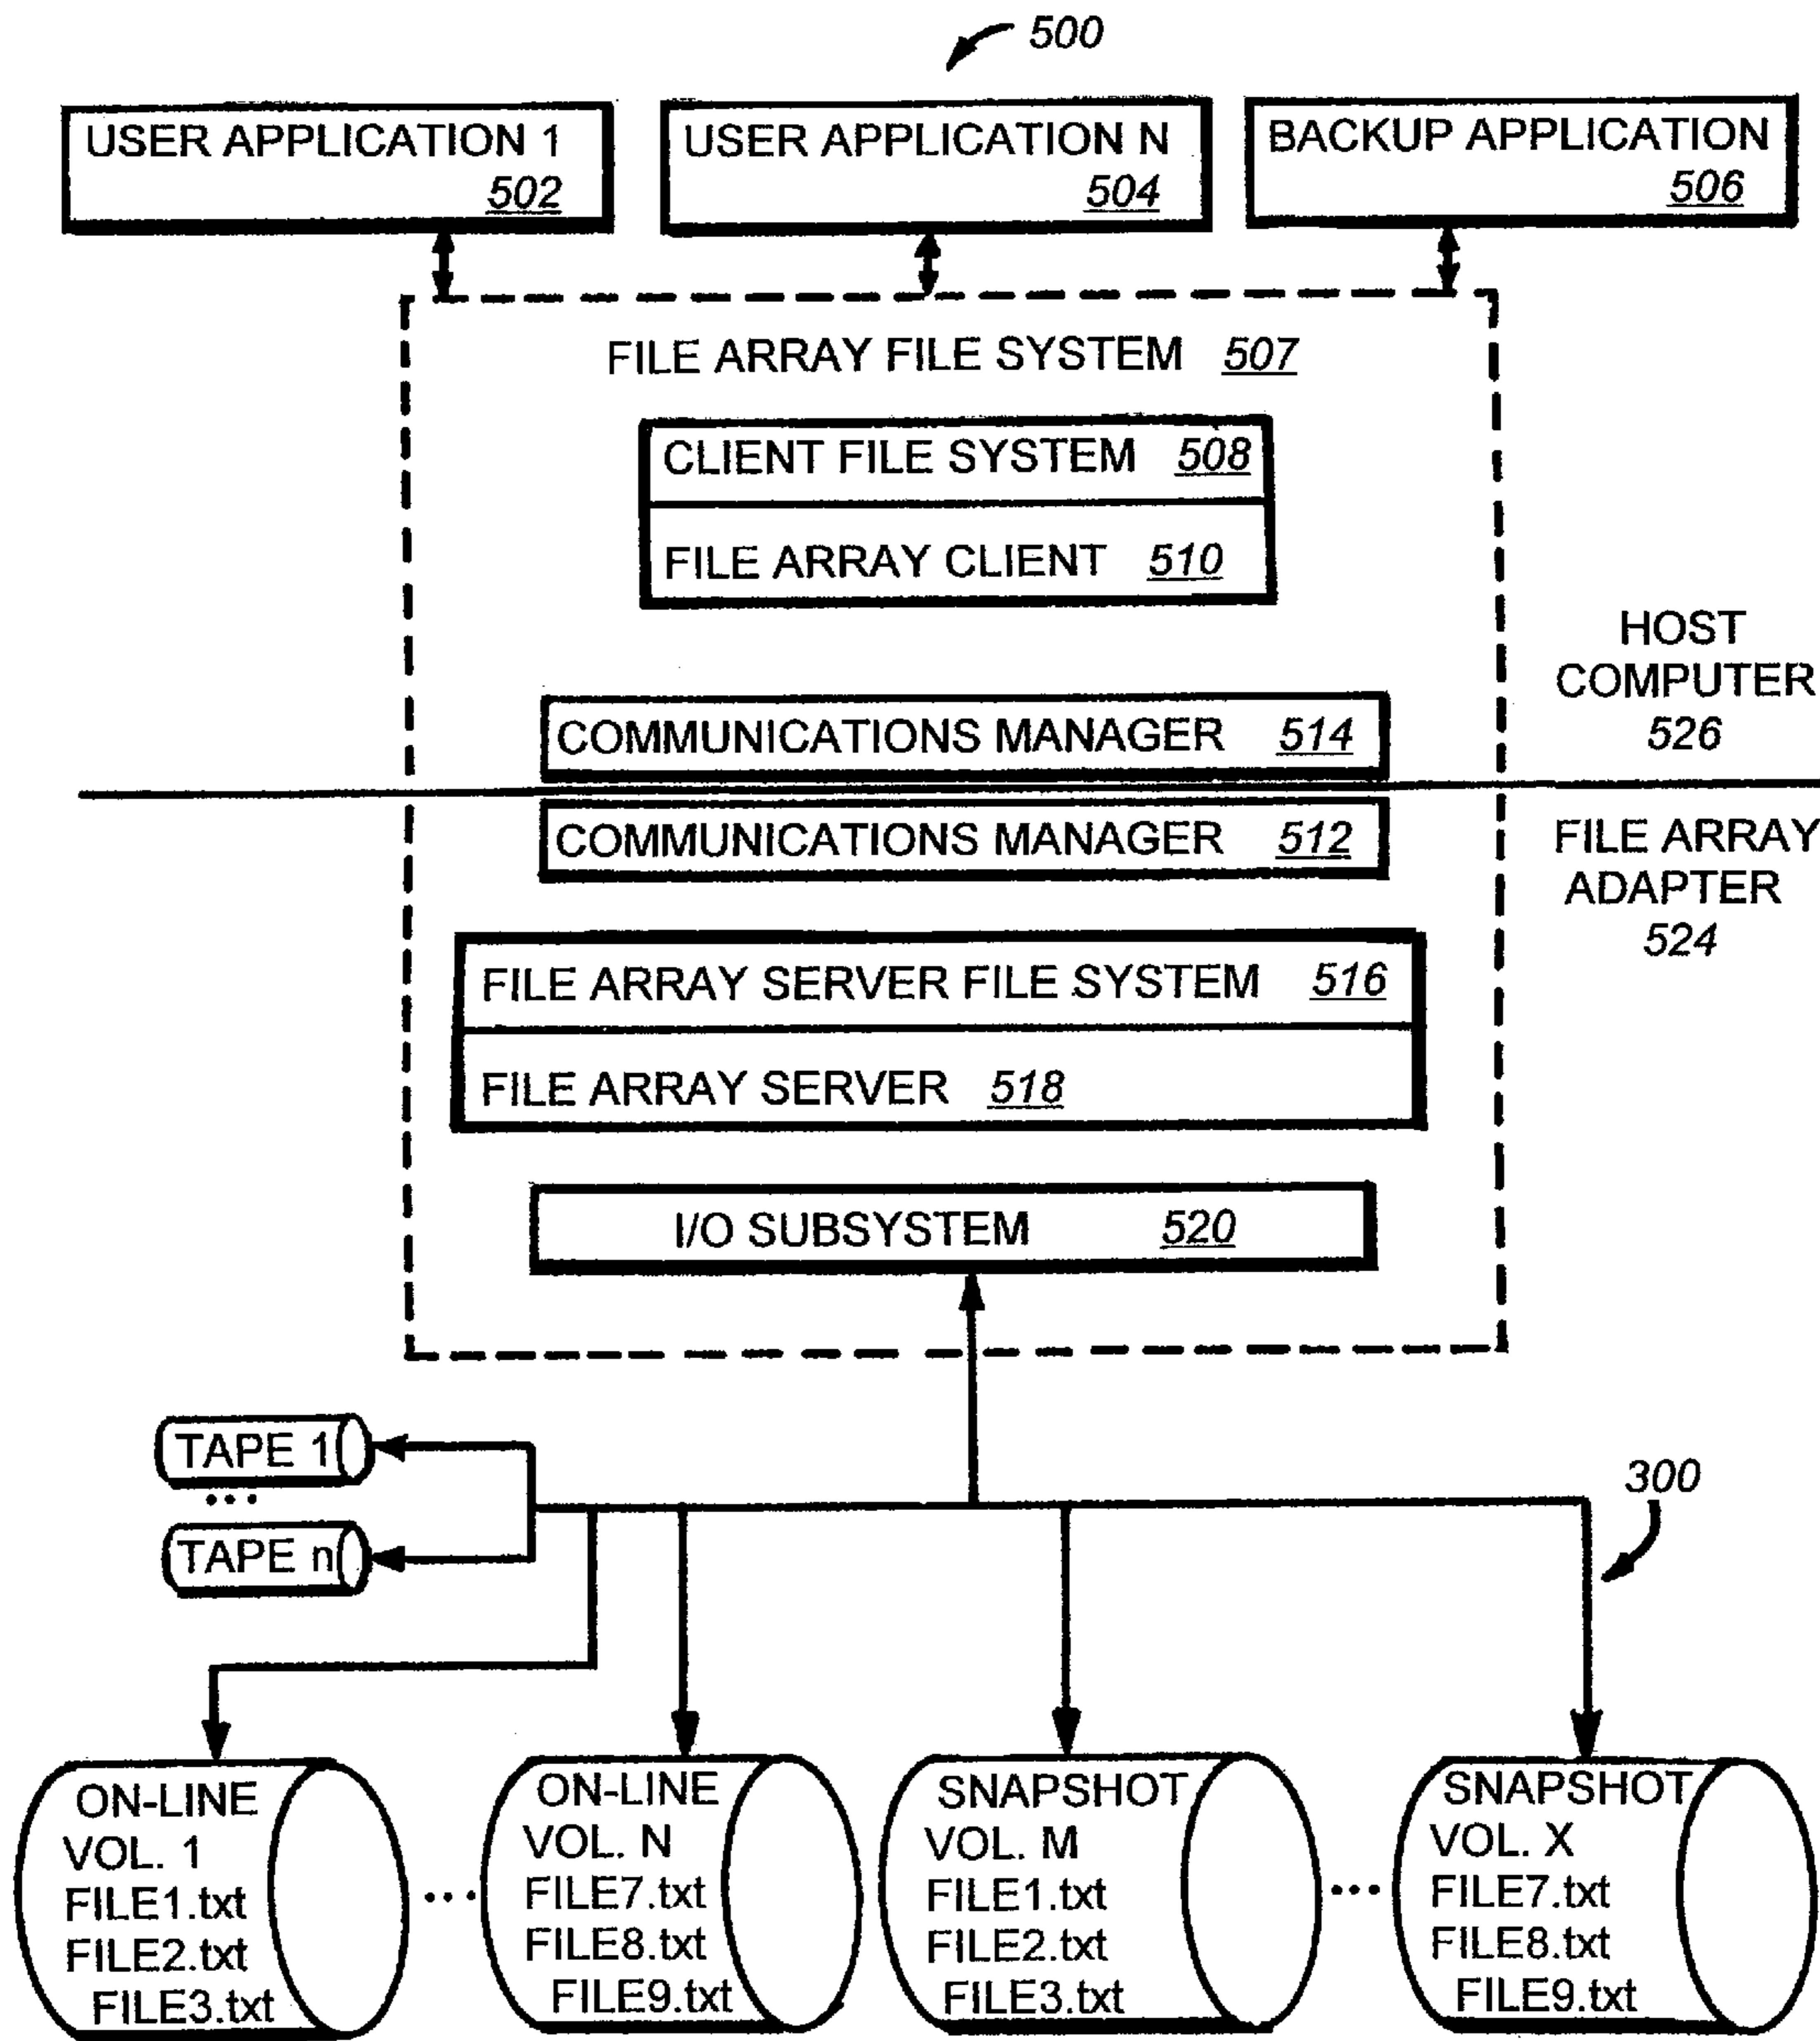 500
USER APPLICATION 1
502
USER APPLICATION N
504
BACKUP APPLICATION
506
FILE ARRAY FILE SYSTEM 507
CLIENT FILE SYSTEM 508
FILE ARRAY CLIENT 510
HOST
COMPUTER
526
COMMUNICATIONS MANAGER 514
COMMUNICATIONS MANAGER 512
FILE ARRAY
ADAPTER
524
FILE ARRAY SERVER FILE SYSTEM 516
FILE ARRAY SERVER 518
I/O SUBSYSTEM 520
TAPE 1
...
TAPE n
300
ON-LINE
VOL. 1
FILE1.txt
FILE2.txt
FILE3.txt
...
ON-LINE
VOL. N
FILE7.txt
FILE8.txt
FILE9.txt
SNAPSHOT
VOL. M
FILE1.txt
FILE2.txt
FILE3.txt
...
SNAPSHOT
VOL. X
FILE7.txt
FILE8.txt
FILE9.txt